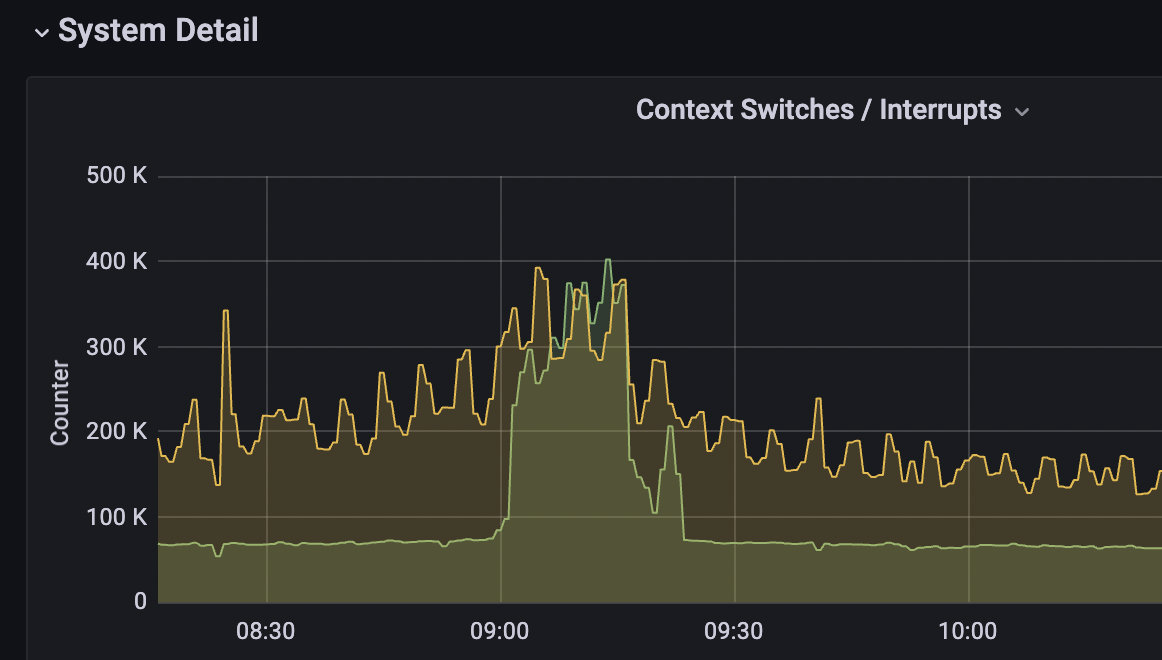 System Detail
Context Switches / Interrupts
500 K
400 K
300 K
200 K
100 K
0
Counter
08:30 09:00 09:30 10:00